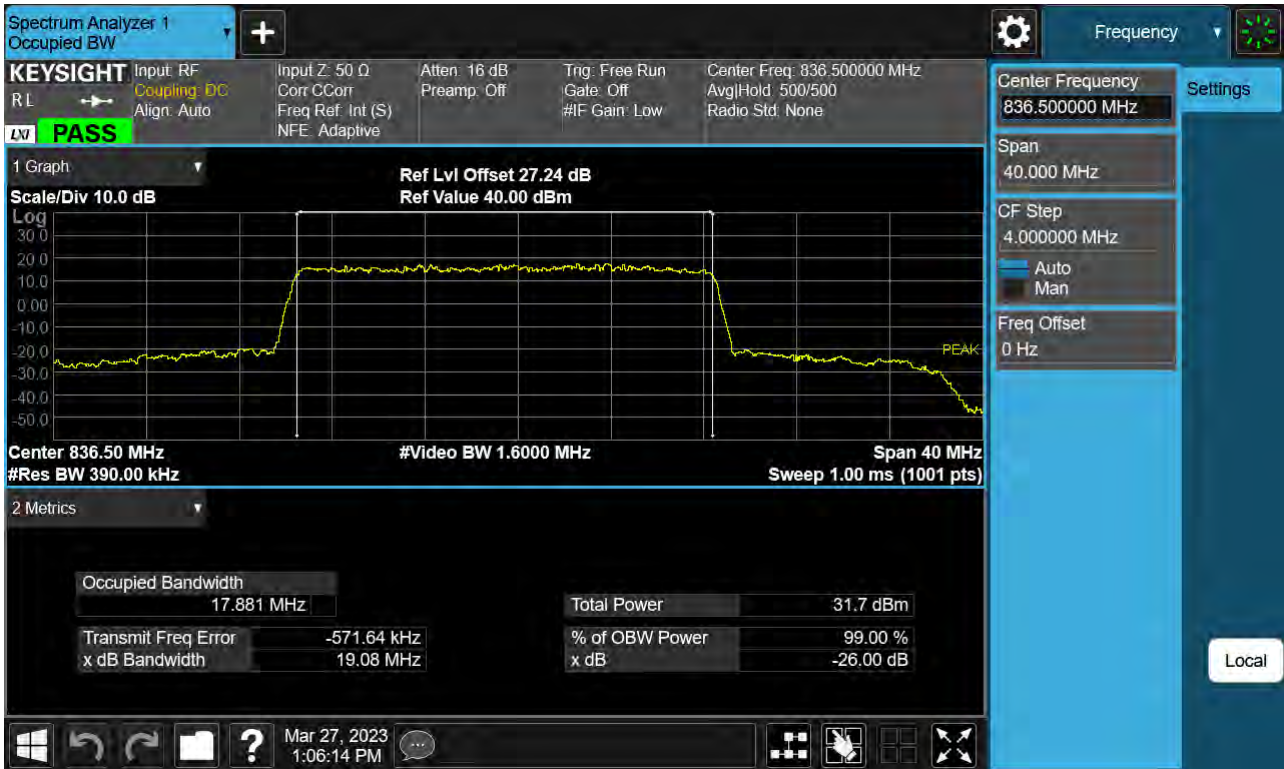 Spectrum Analyzer 1
Occupied BW
+
Frequency
KEYSIGHT
R L
LXI
PASS
Input: RF
Coupling: DC
Align: Auto
Input Z: 50 Ω
Corr CCorr
Freq Ref: Int (S)
NFE: Adaptive
Atten: 16 dB
Preamp: Off
Trig: Free Run
Gate: Off
#IF Gain: Low
Center Freq: 836.500000 MHz
Avg|Hold: 500/500
Radio Std: None
Center Frequency
836.500000 MHz
Settings
Span
40.000 MHz
CF Step
4.000000 MHz
Auto
Man
Freq Offset
0 Hz
Local
1 Graph
Scale/Div 10.0 dB
Ref Lvl Offset 27.24 dB
Ref Value 40.00 dBm
Log
30.0
20.0
10.0
0.00
-10.0
-20.0
-30.0
-40.0
-50.0
PEAK
Center 836.50 MHz
#Video BW 1.6000 MHz
Span 40 MHz
#Res BW 390.00 kHz
Sweep 1.00 ms (1001 pts)
2 Metrics
Occupied Bandwidth
17.881 MHz
Total Power 31.7 dBm
Transmit Freq Error -571.64 kHz
% of OBW Power 99.00 %
x dB Bandwidth 19.08 MHz
x dB -26.00 dB
?
Mar 27, 2023
1:06:14 PM